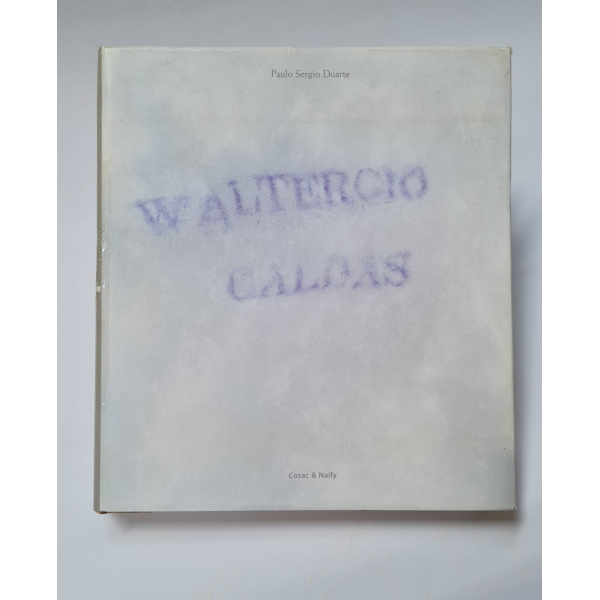 Paulo Sergio Duarte
WALTERCIO
CALDAS
Cosac & Naify